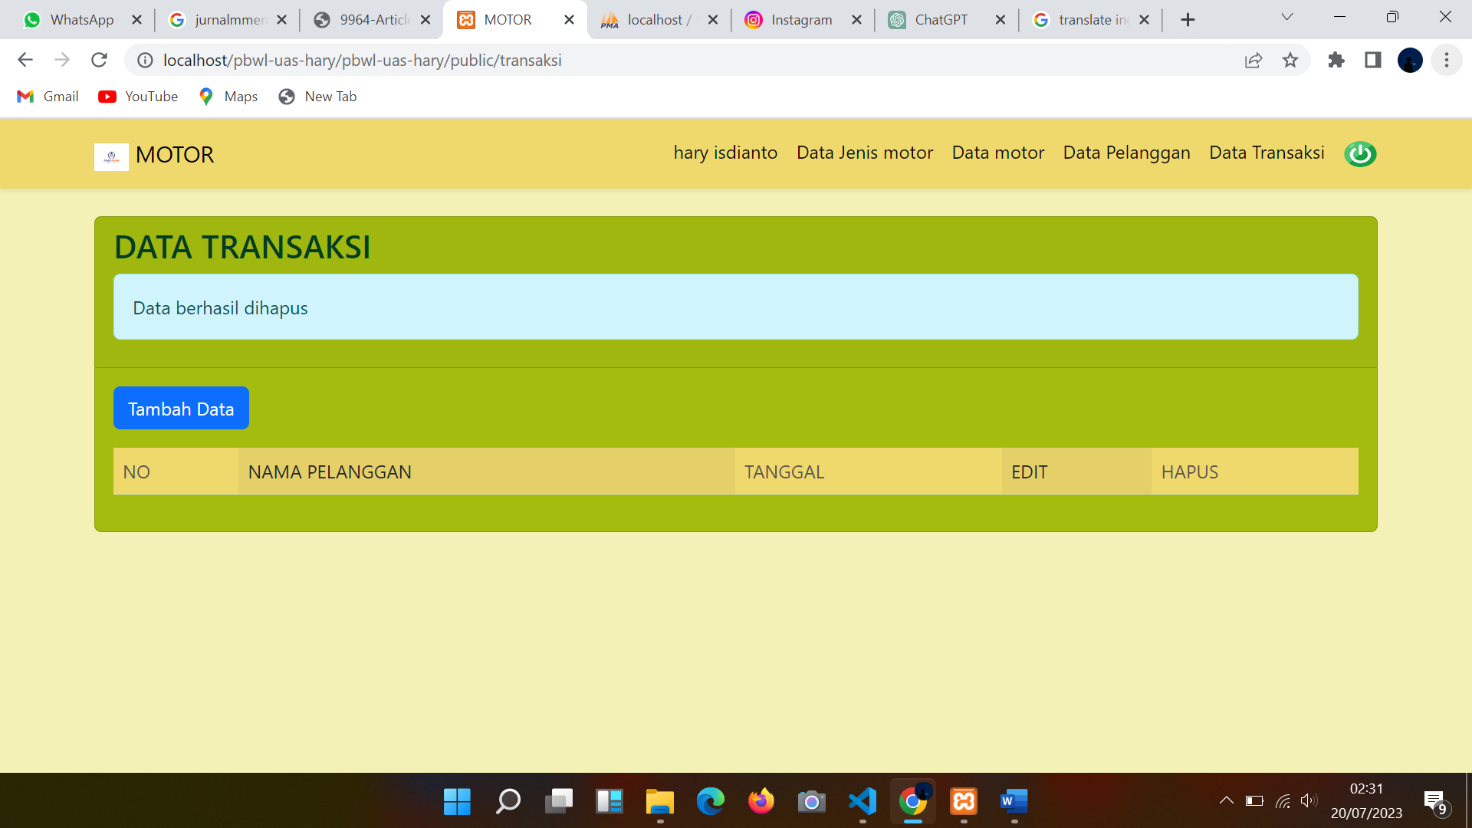 WhatsApp
jurnalmmer
9964-Article
MOTOR
localhost /
Instagram
ChatGPT
translate in
localhost/pbwl-uas-hary/pbwl-uas-hary/public/transaksi
Gmail
YouTube
Maps
New Tab
MOTOR
hary isdianto
Data Jenis motor
Data motor
Data Pelanggan
Data Transaksi
DATA TRANSAKSI
Data berhasil dihapus
Tambah Data
NO
NAMA PELANGGAN
TANGGAL
EDIT
HAPUS
02:31
20/07/2023
9